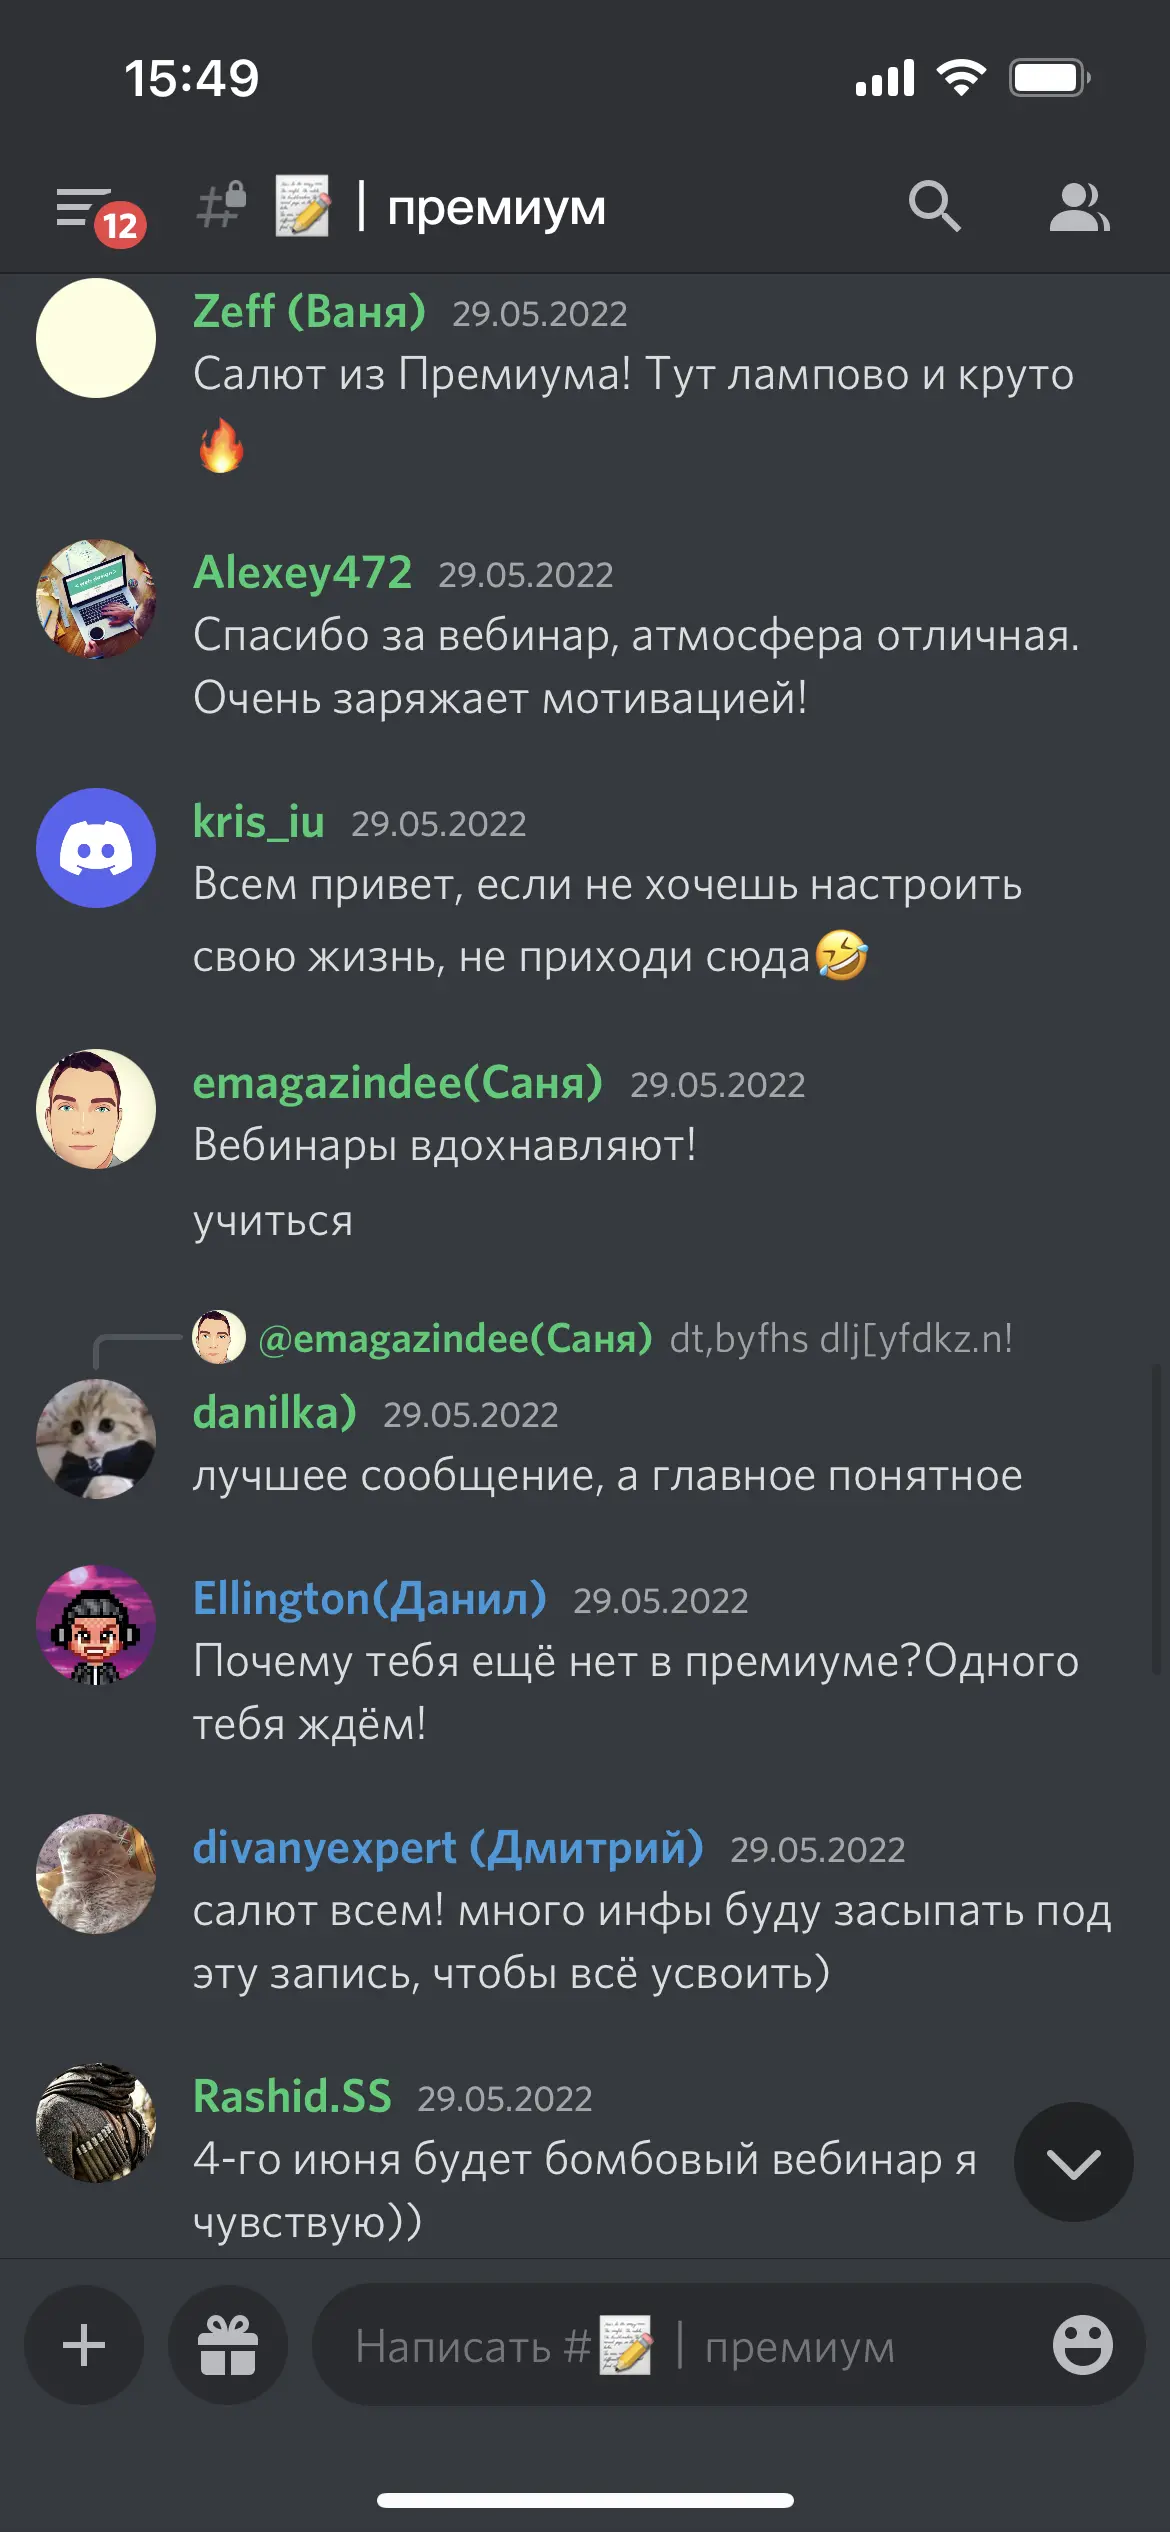 15:49
12
# | премиум
Zeff (Ваня) 29.05.2022
Салют из Премиума! Тут лампово и круто
🔥
Alexey472 29.05.2022
Спасибо за вебинар, атмосфера отличная.
Очень заряжает мотивацией!
kris_iu 29.05.2022
Всем привет, если не хочешь настроить
свою жизнь, не приходи сюда🤣
emagazindee(Саня) 29.05.2022
Вебинары вдохнавляют!
учиться
@emagazindee(Саня) dt,byfhs dlj[yfdkz.n!
danilka) 29.05.2022
лучшее сообщение, а главное понятное
Ellington(Данил) 29.05.2022
Почему тебя ещё нет в премиуме?Одного
тебя ждём!
divanyexpert (Дмитрий) 29.05.2022
салют всем! много инфы буду засыпать под
эту запись, чтобы всё усвоить)
Rashid.SS 29.05.2022
4-го июня будет бомбовый вебинар я
чувствую))
Написать #📝 | премиум